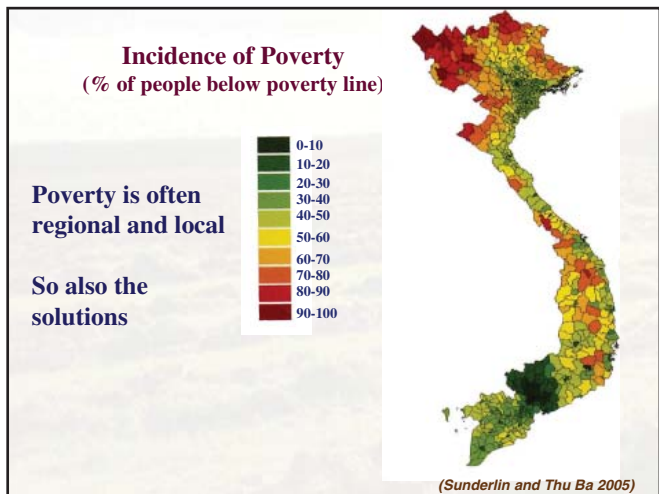 Incidence of Poverty
(% of people below poverty line)
0-10
10-20
20-30
30-40
40-50
50-60
60-70
70-80
80-90
90-100
Poverty is often
regional and local
So also the
solutions
(Sunderlin and Thu Ba 2005)